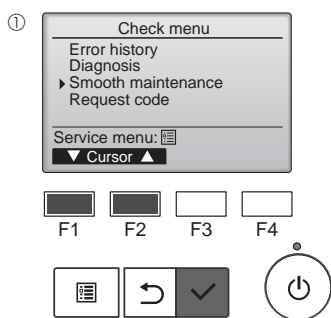 ①
Check menu
Error history
Diagnosis
Smooth maintenance
Request code
Service menu:
▼ Cursor ▲
F1 F2 F3 F4